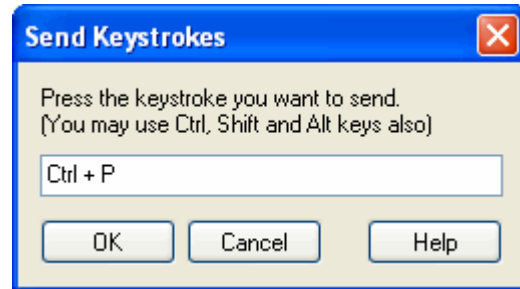 Send Keystrokes
Press the keystroke you want to send.
(You may use Ctrl, Shift and Alt keys also)
Ctrl + P
OK Cancel Help